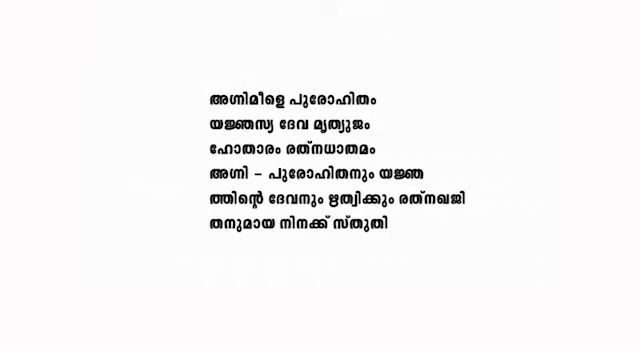 അഗ്നിമീളെ പുരോഹിതം
യജ്ഞസ്യ ദേവ മൃത്യുജം
ഹോതാരം രത്നധാതമം
അഗ്നി – പുരോഹിതനും യജ്ഞ
ത്തിന്റെ ദേവനും ഋത്വിക്കും രത്നഖജി
തനുമായ നിനക്ക് സ്തുതി